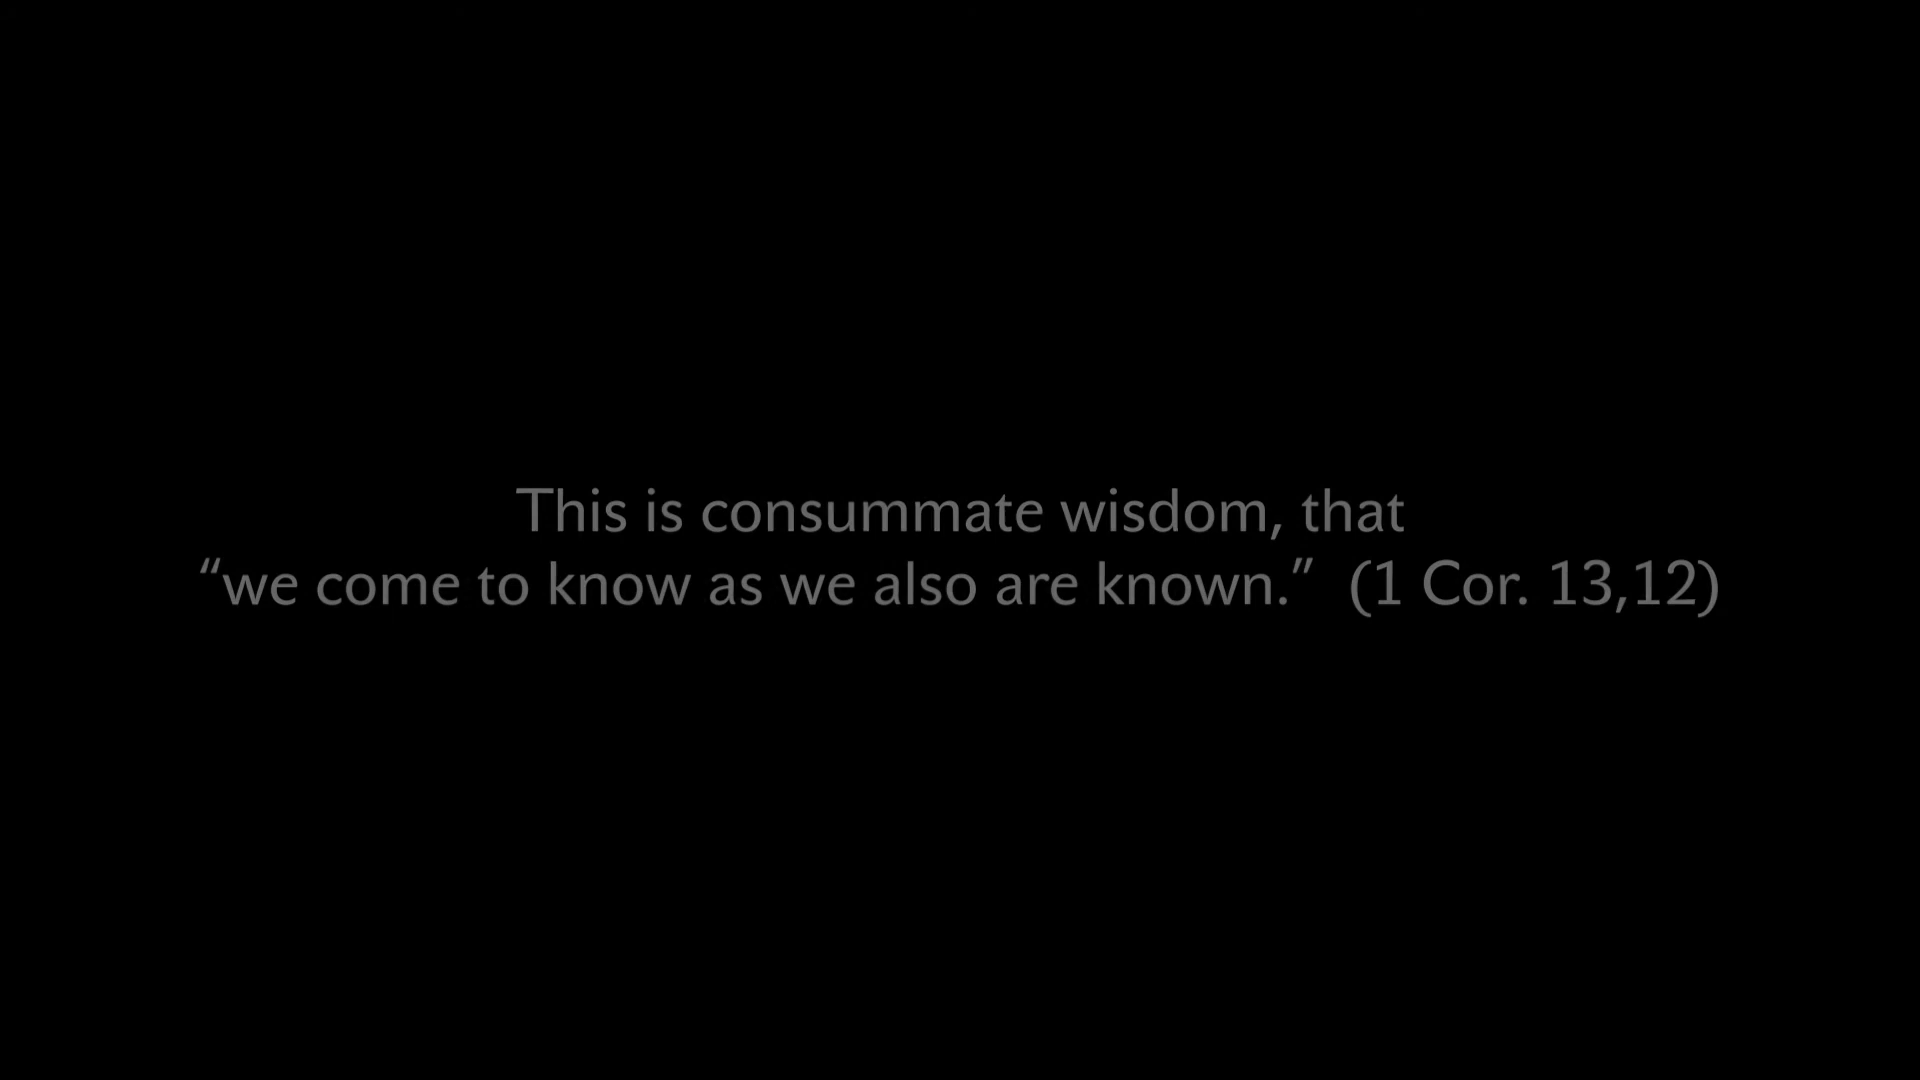 This is consummate wisdom, that
“we come to know as we also are known.” (1 Cor. 13,12)